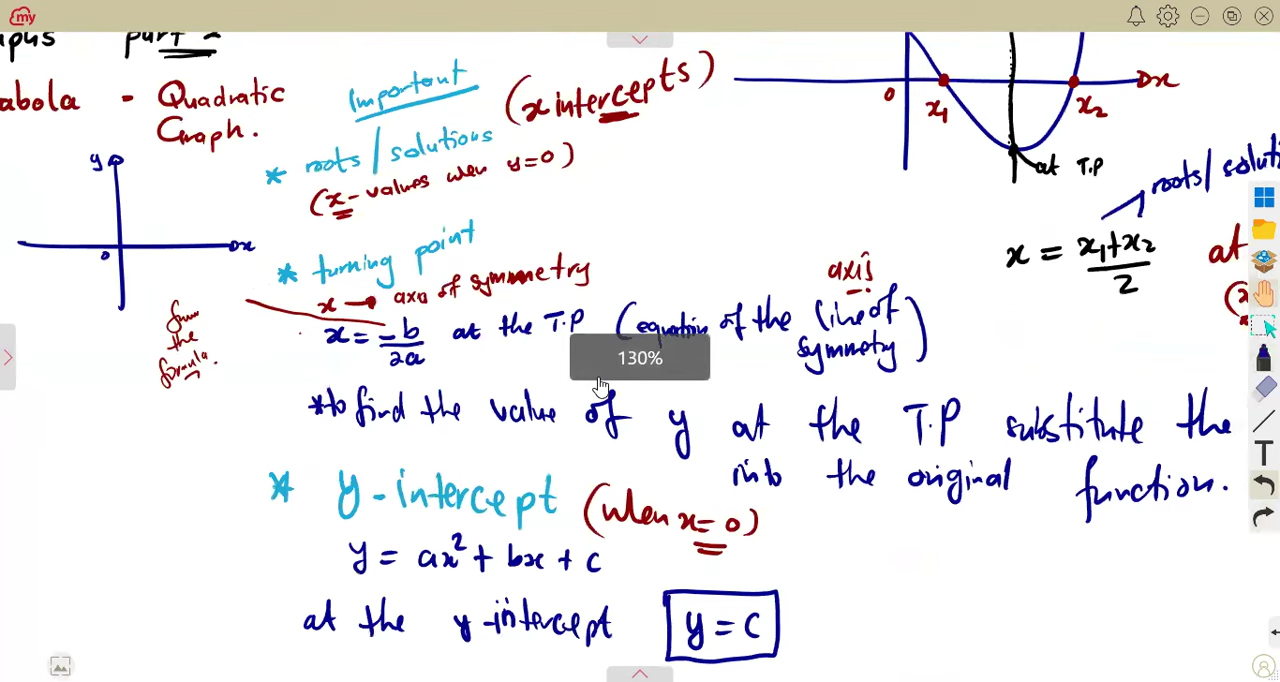 my
part 2
abola - Quadratic
Graph.
Important
(x intercepts)
* roots/solutions
(x-values when y=0)
y
0
x
* turning point
x → axis of symmetry
from
the
formula
x = -b/2a at the T.P (equation of the line of
axis
symmetry)
*to find the value of y at the T.P substitute the
into the original function.
* y-intercept (when x=0)
y = ax² + bx + c
at the y-intercept y = c
0
x₁
x₂
x
at T.P
roots/solu
x = x₁+x₂/2
at
130%
T